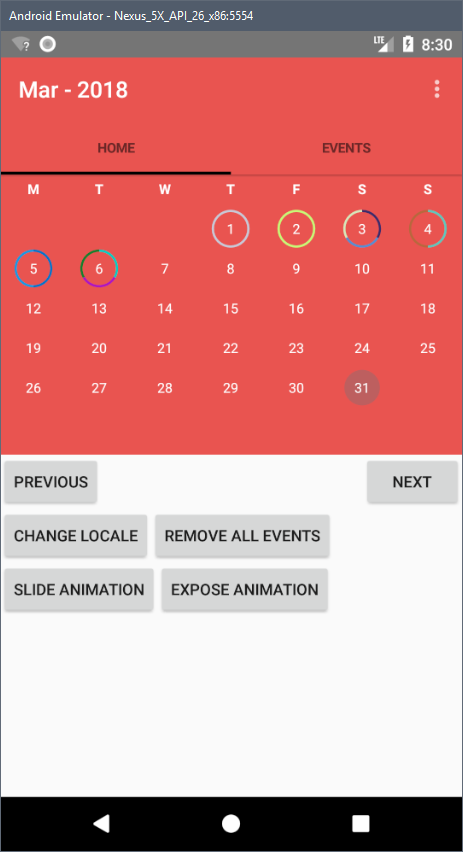 Android Emulator - Nexus_5X_API_26_x86:5554
? LTE 8:30
Mar - 2018
HOME EVENTS
M T W T F S S
1 2 3 4
5 6 7 8 9 10 11
12 13 14 15 16 17 18
19 20 21 22 23 24 25
26 27 28 29 30 31
PREVIOUS NEXT
CHANGE LOCALE REMOVE ALL EVENTS
SLIDE ANIMATION EXPOSE ANIMATION